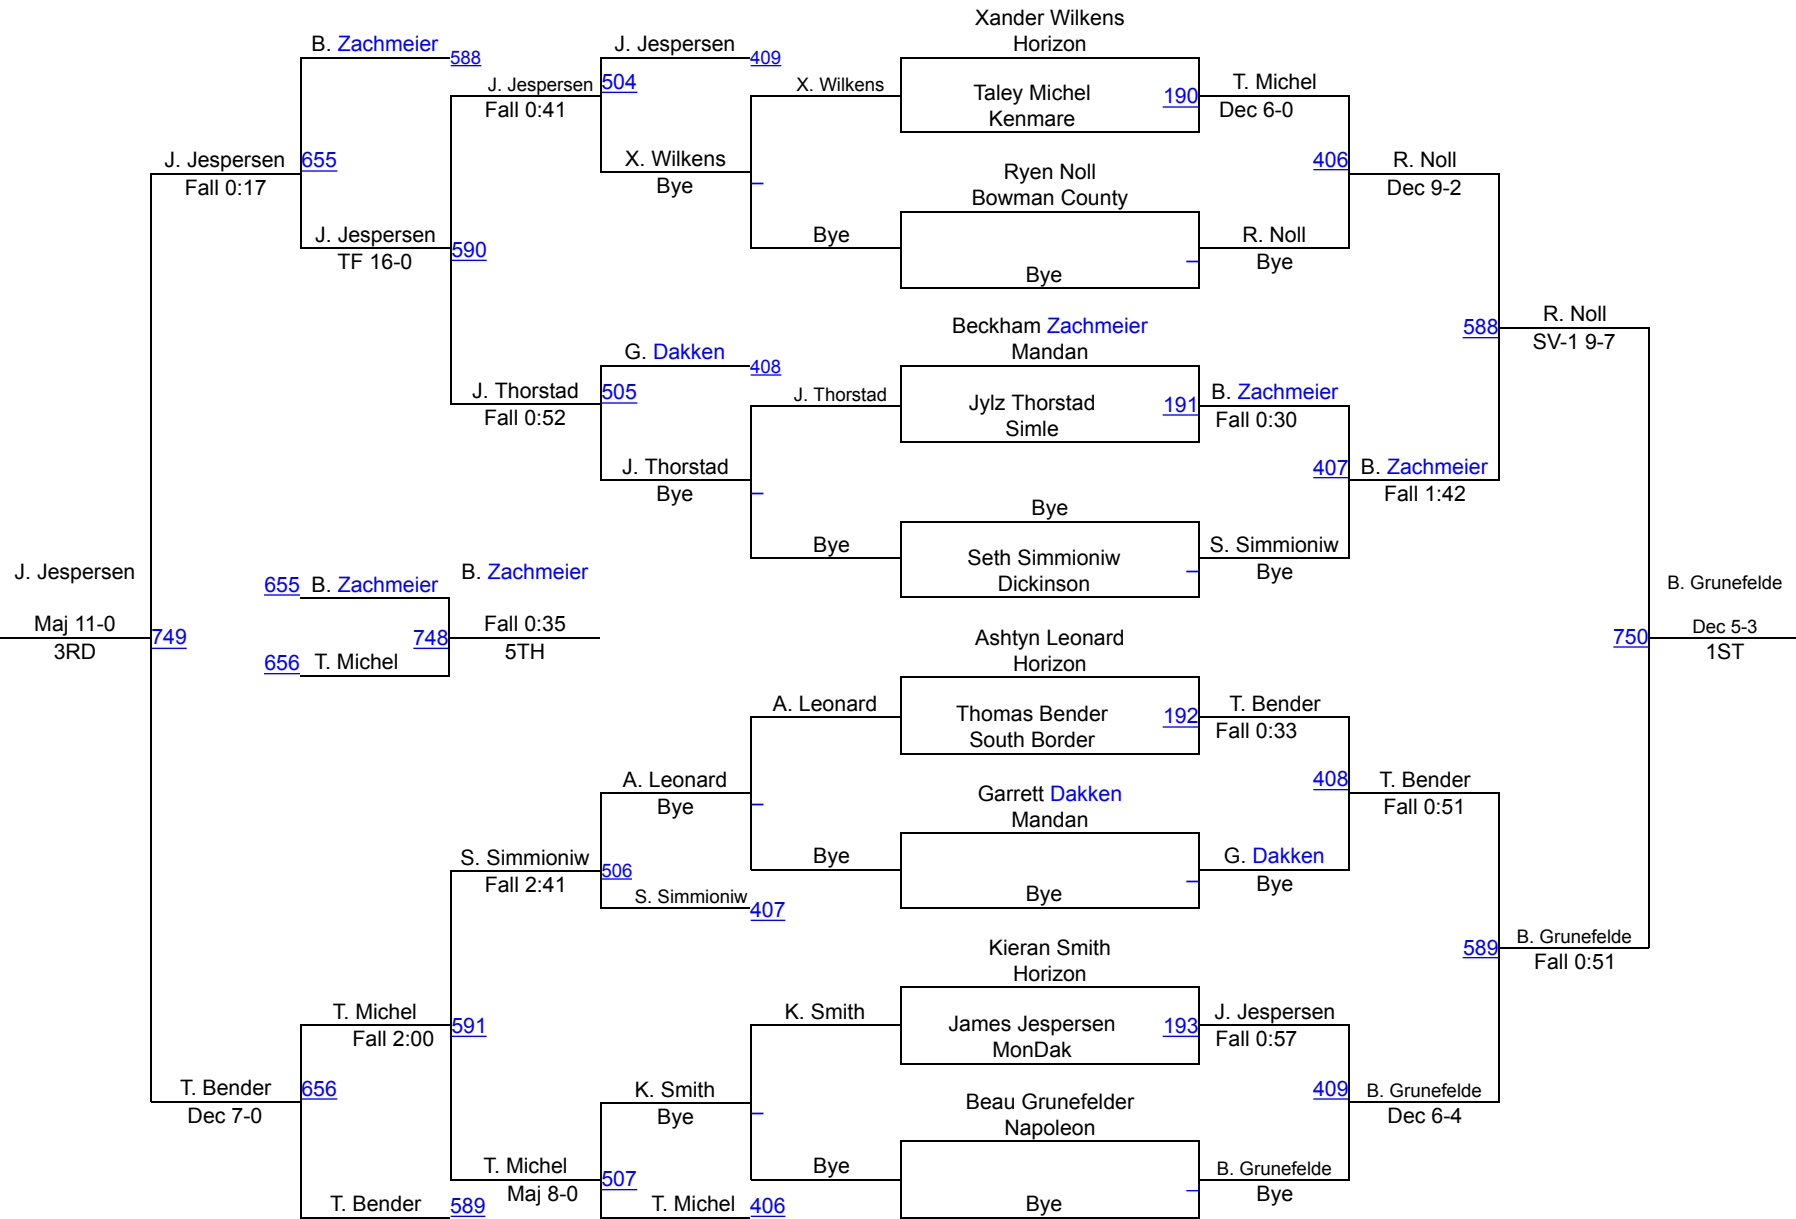 Xander Wilkens
Horizon
B. Zachmeier
588
J. Jespersen
409
J. Jespersen
Fall 0:41
504
X. Wilkens
Taley Michel
Kenmare
190
T. Michel
Dec 6-0
J. Jespersen
Fall 0:17
655
X. Wilkens
Bye
Ryen Noll
Bowman County
406
R. Noll
Dec 9-2
J. Jespersen
TF 16-0
590
Bye
Bye
R. Noll
Bye
Beckham Zachmeier
Mandan
588
R. Noll
SV-1 9-7
G. Dakken
408
J. Thorstad
Fall 0:52
505
J. Thorstad
Jylz Thorstad
Simle
191
B. Zachmeier
Fall 0:30
J. Thorstad
Bye
407
B. Zachmeier
Fall 1:42
Bye
Bye
Seth Simmioniw
Dickinson
S. Simmioniw
Bye
J. Jespersen
Maj 11-0
3RD
749
655
B. Zachmeier
656
T. Michel
748
B. Zachmeier
Fall 0:35
5TH
B. Grunefelde
Dec 5-3
1ST
750
Ashtyn Leonard
Horizon
A. Leonard
Thomas Bender
South Border
192
T. Bender
Fall 0:33
A. Leonard
Bye
Garrett Dakken
Mandan
408
T. Bender
Fall 0:51
S. Simmioniw
Fall 2:41
506
S. Simmioniw
407
Bye
Bye
G. Dakken
Bye
Kieran Smith
Horizon
589
B. Grunefelde
Fall 0:51
T. Michel
Fall 2:00
591
K. Smith
James Jespersen
MonDak
193
J. Jespersen
Fall 0:57
T. Bender
Dec 7-0
656
K. Smith
Bye
Beau Grunefelder
Napoleon
409
B. Grunefelde
Dec 6-4
T. Michel
Maj 8-0
507
Bye
Bye
B. Grunefelde
Bye
T. Bender
589
T. Michel
406